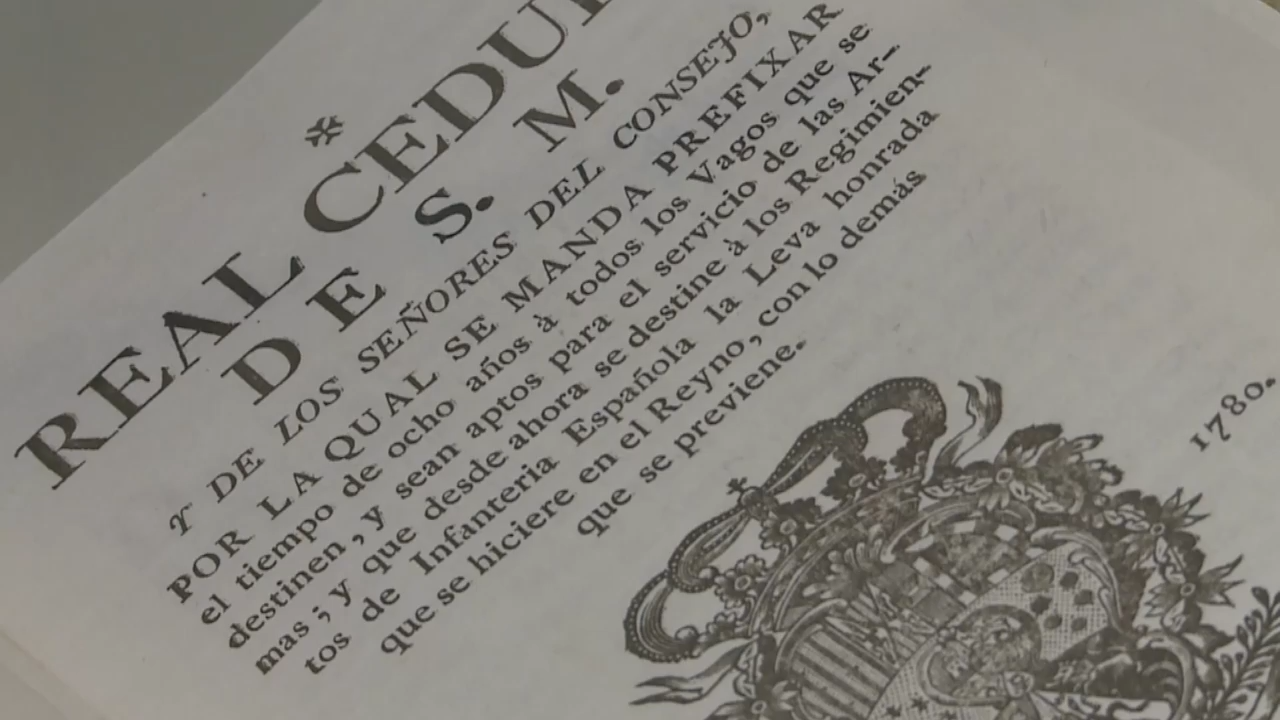 REAL CEDUL
DE S. M.
Y DE LOS SEÑORES DEL CONSEJO,
POR LA QUAL SE MANDA PREFIXAR
el tiempo de ocho años à todos los Vagos que se
destinen, y sean aptos para el servicio de las Ar-
mas; y que desde ahora se destine à los Regimien-
tos de Infanteria Española la Leva honrada
que se hiciere en el Reyno, con lo demás
que se previene.
1780.